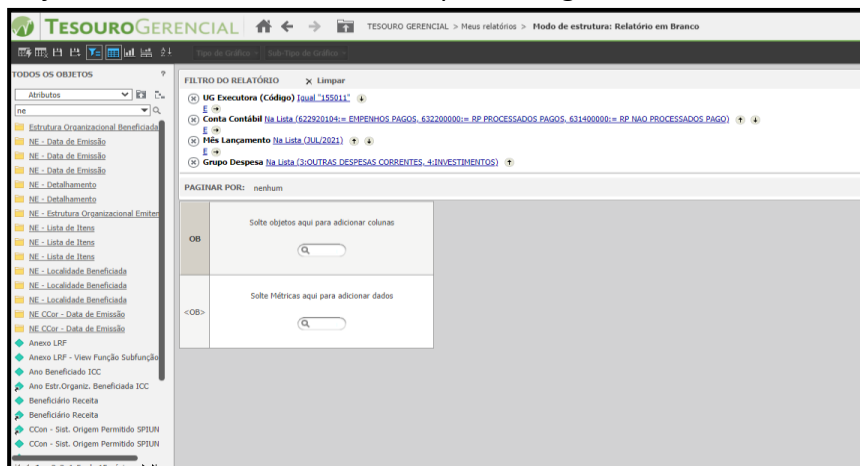 TESOUROGERENCIAL
TESOURO GERENCIAL > Meus relatórios > Modo de estrutura: Relatório em Branco
Tipo de Gráfico Sub-Tipo de Gráfico
TODOS OS OBJETOS ?
Atributos
ne
Estrutura Organizacional Beneficiada
NE - Data de Emissão
NE - Data de Emissão
NE - Data de Emissão
NE - Detalhamento
NE - Detalhamento
NE - Estrutura Organizacional Emiten
NE - Lista de Itens
NE - Lista de Itens
NE - Lista de Itens
NE - Localidade Beneficiada
NE - Localidade Beneficiada
NE - Localidade Beneficiada
NE CCor - Data de Emissão
NE CCor - Data de Emissão
Anexo LRF
Anexo LRF - View Função Subfunção
Ano Beneficiado ICC
Ano Estr.Organiz. Beneficiada ICC
Beneficiário Receita
Beneficiário Receita
CCon - Sist. Origem Permitido SPIUN
CCon - Sist. Origem Permitido SPIUN
FILTRO DO RELATÓRIO x Limpar
UG Executora (Código) Igual "155011"
E
Conta Contábil Na Lista (622920104:= EMPENHOS PAGOS, 632200000:= RP PROCESSADOS PAGOS, 631400000:= RP NAO PROCESSADOS PAGO)
E
Mês Lançamento Na Lista (JUL/2021)
E
Grupo Despesa Na Lista (3:OUTRAS DESPESAS CORRENTES, 4:INVESTIMENTOS)
PAGINAR POR: nenhum
OB
Solte objetos aqui para adicionar colunas
<OB>
Solte Métricas aqui para adicionar dados